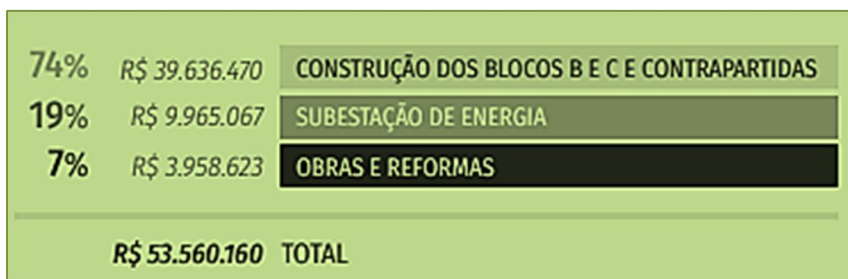 74% R$ 39.636.470 CONSTRUÇÃO DOS BLOCOS B E C E CONTRAPARTIDAS
19% R$ 9.965.067 SUBESTAÇÃO DE ENERGIA
7% R$ 3.958.623 OBRAS E REFORMAS
R$ 53.560.160 TOTAL